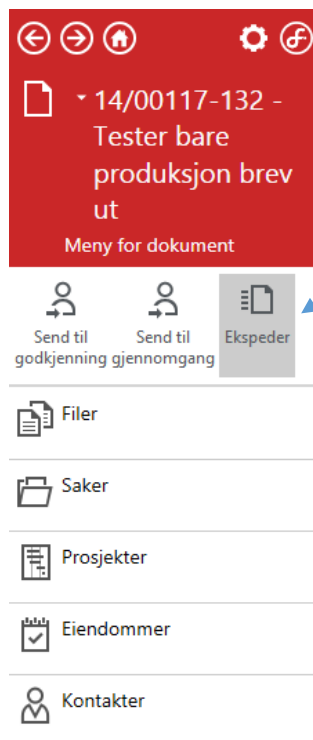 14/00117-132 -
Tester bare
produksjon brev
ut
Meny for dokument
Send til
godkjenning
Send til
gjennomgang
Ekspeder
Filer
Saker
Prosjekter
Eiendommer
Kontakter